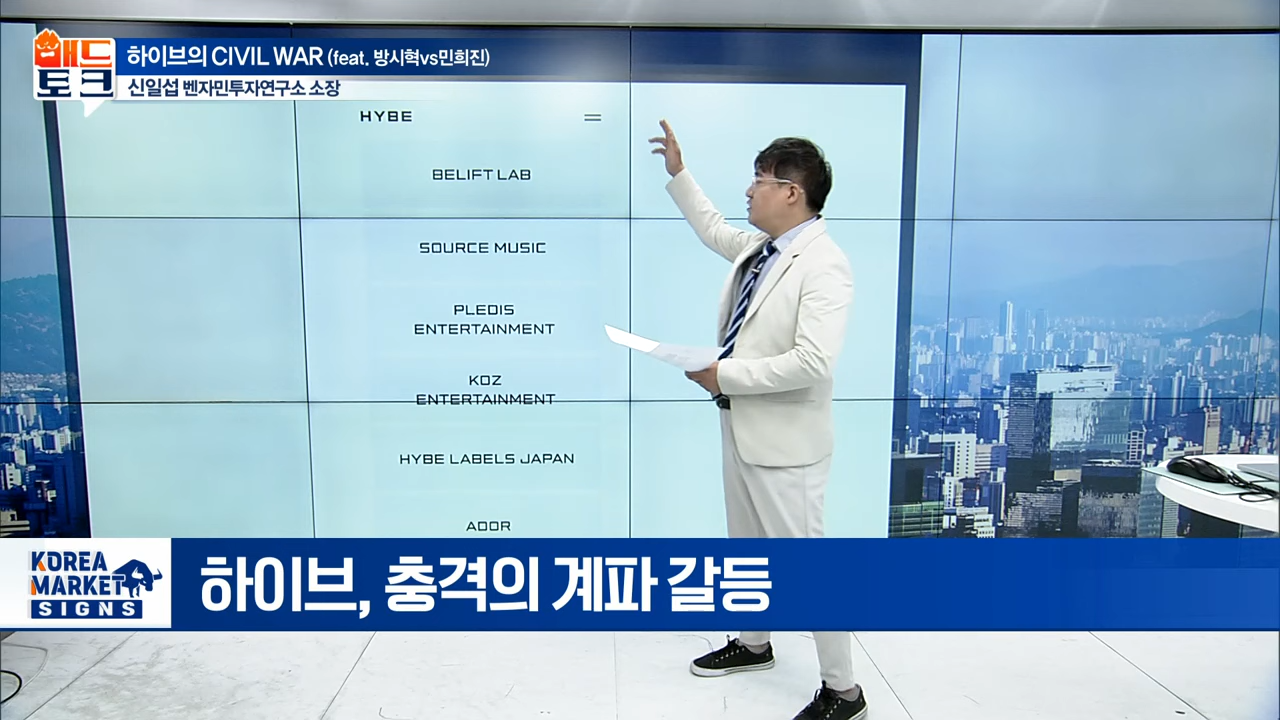 매드
토크
하이브의 CIVIL WAR (feat. 방시혁vs민희진)
신일섭 벤자민투자연구소 소장
HYBE
BELIFT LAB
SOURCE MUSIC
PLEDIS
ENTERTAINMENT
KOZ
ENTERTAINMENT
HYBE LABELS JAPAN
ADOR
KOREA
MARKET
SIGNS
하이브, 충격의 계파 갈등